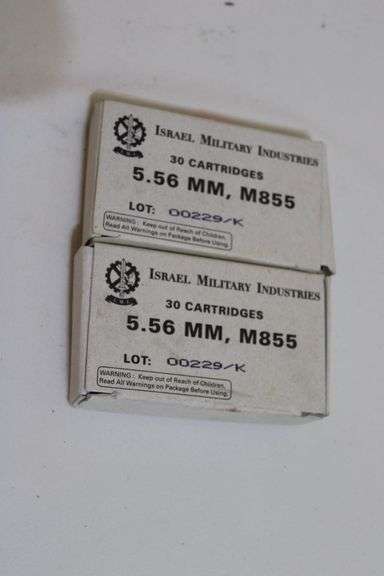 ISRAEL MILITARY INDUSTRIES
30 CARTRIDGES
5.56 MM, M855
LOT: 00229/K
WARNING: Keep out of Reach of Children,
Read All Warnings on Package Before Using.
I.M.I.
ISRAEL MILITARY INDUSTRIES
30 CARTRIDGES
5.56 MM, M855
LOT: 00229/K
WARNING: Keep out of Reach of Children,
Read All Warnings on Package Before Using.